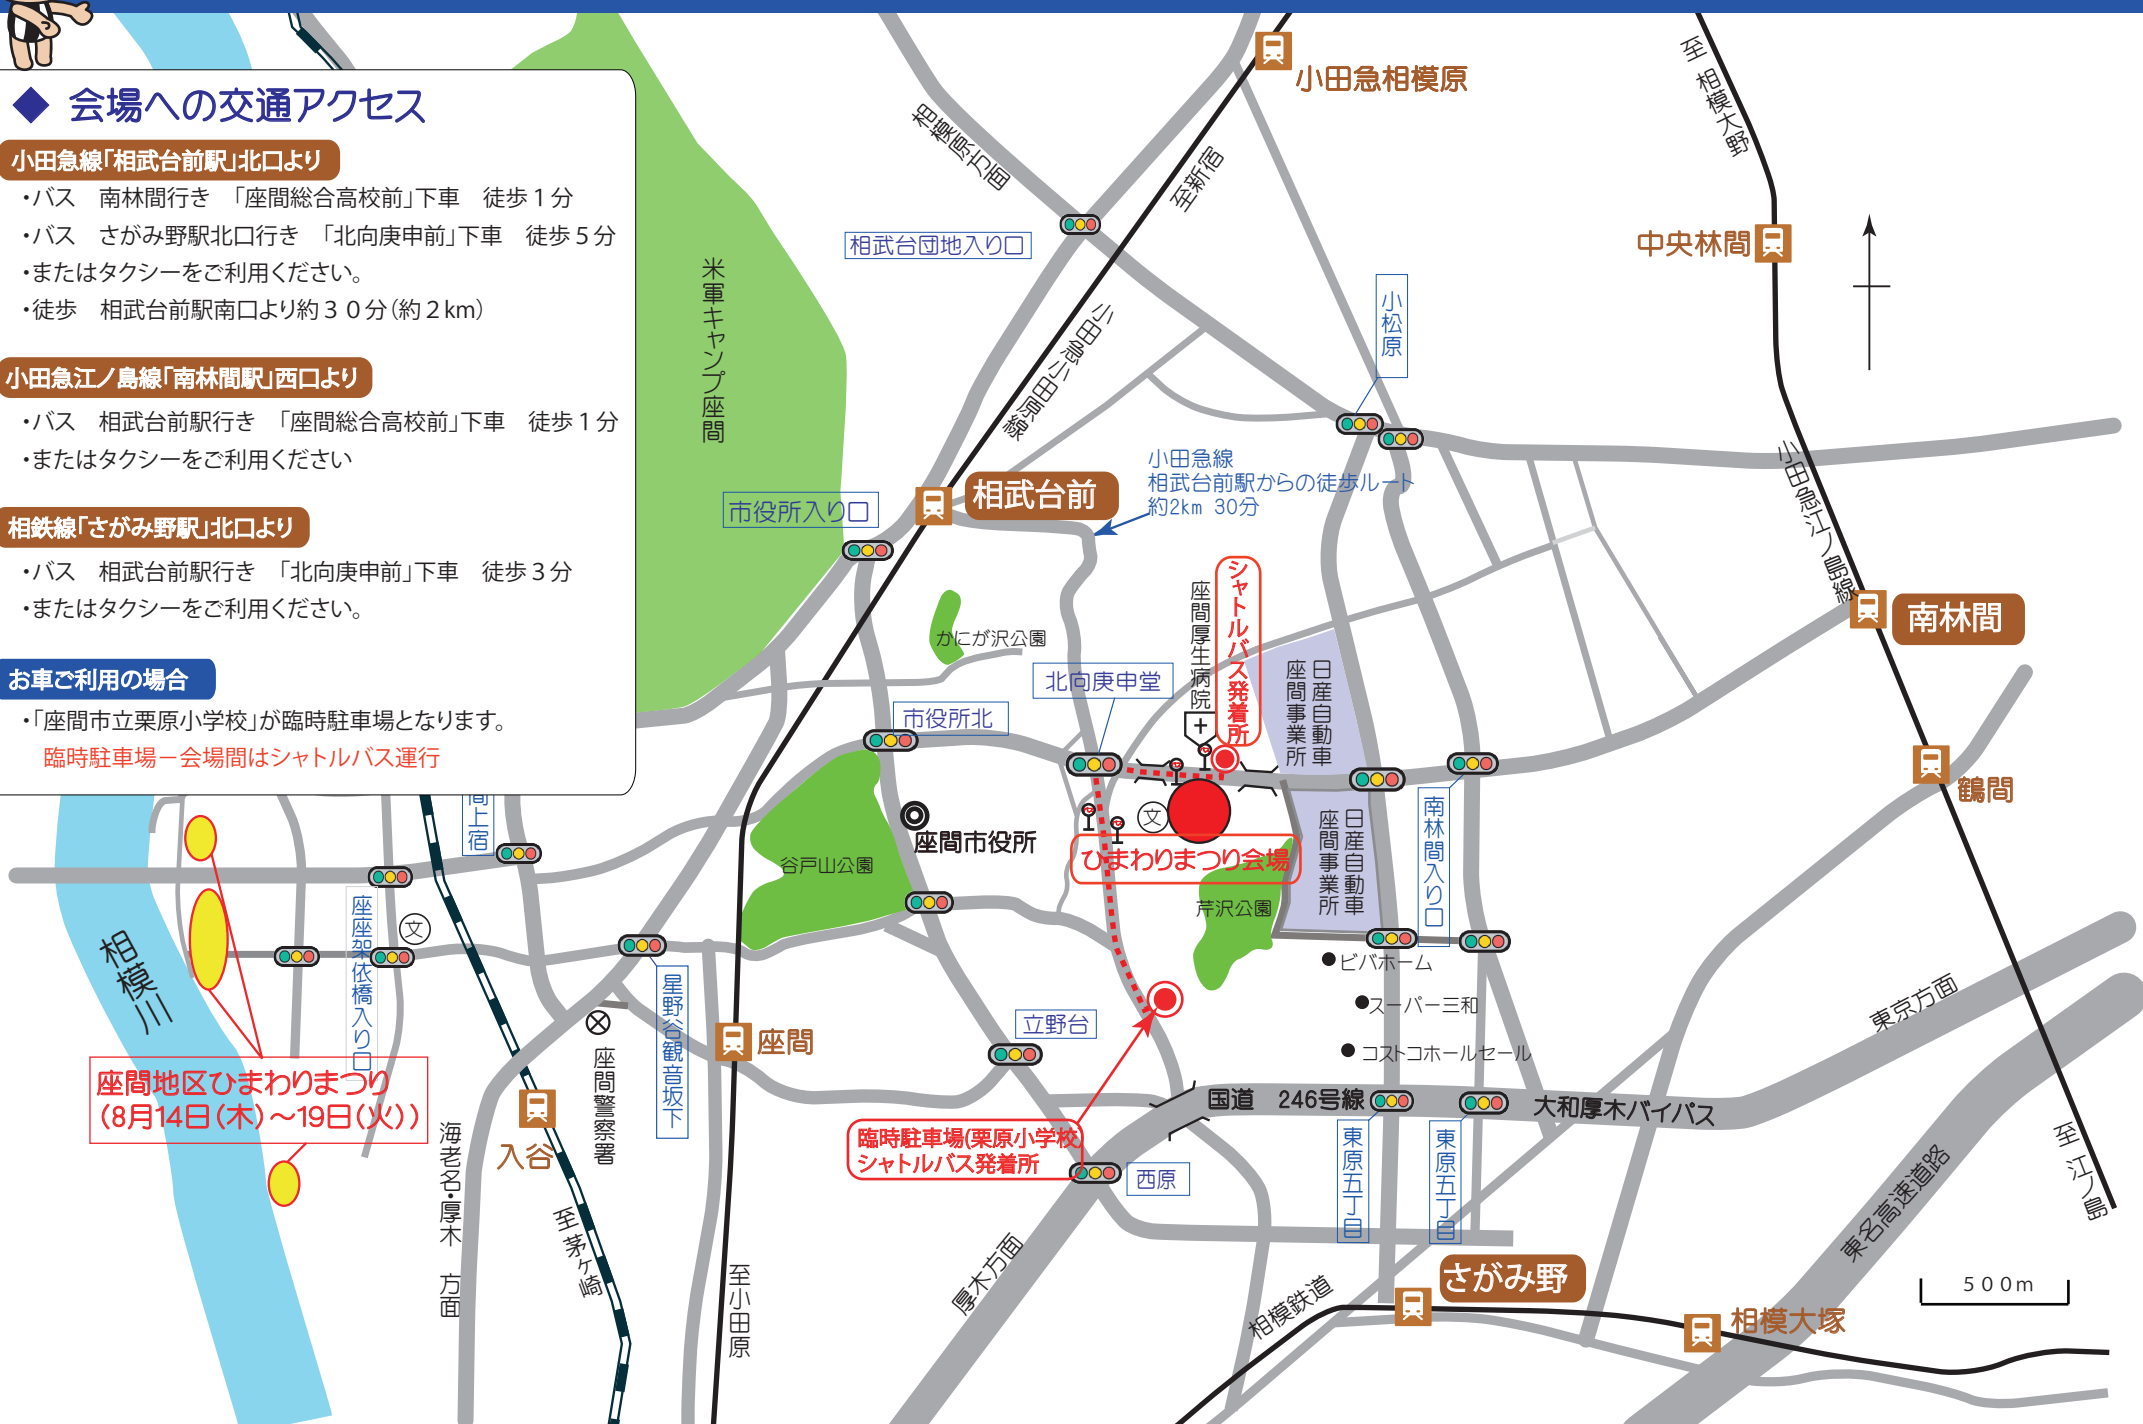 ◆ 会場への交通アクセス
小田急線「相武台前駅」北口より
・バス　南林間行き　「座間総合高校前」下車　徒歩１分
・バス　さがみ野駅北口行き　「北向庚申前」下車　徒歩５分
・またはタクシーをご利用ください。
・徒歩　相武台前駅南口より約３０分（約２km）
小田急江ノ島線「南林間駅」西口より
・バス　相武台前駅行き　「座間総合高校前」下車　徒歩１分
・またはタクシーをご利用ください
相鉄線「さがみ野駅」北口より
・バス　相武台前駅行き　「北向庚申前」下車　徒歩３分
・またはタクシーをご利用ください。
お車ご利用の場合
・「座間市立栗原小学校」が臨時駐車場となります。
臨時駐車場－会場間はシャトルバス運行
小田急相模原
至 相模大野
相模原方面
至新宿
相武台団地入り口
中央林間
米軍キャンプ座間
小松原
小田急小田原線
小田急線
相武台前駅からの徒歩ルート
約2km 30分
小田急江ノ島線
市役所入り口
相武台前
南林間
かにが沢公園
座間厚生病院
シャトルバス発着所
日産自動車
座間事業所
北向庚申堂
市役所北
鶴間
間上宿
座間市役所
谷戸山公園
文
ひまわりまつり会場
日産自動車
座間事業所
南林間入り口
芹沢公園
座座架依橋入り口
文
相模川
ビバホーム
スーパー三和
コストコホールセール
東京方面
星野谷観音坂下
座間
立野台
座間警察署
座間地区ひまわりまつり
（8月14日（木）～19日（火））
入谷
海老名・厚木　方面
国道　246号線
大和厚木バイパス
臨時駐車場(栗原小学校
シャトルバス発着所
西原
東原五丁目
東原五丁目
至 江ノ島
東名高速道路
至茅ヶ崎
至小田原
厚木方面
相模鉄道
さがみ野
相模大塚
500m